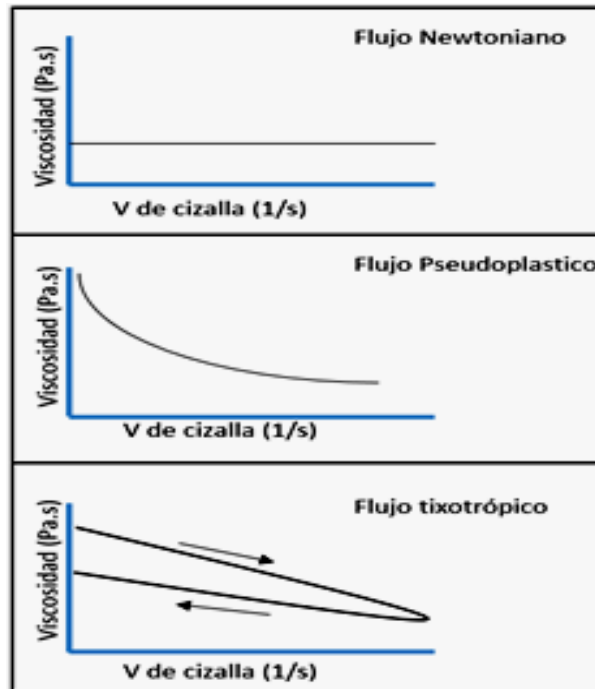 Flujo Newtoniano
Viscosidad (Pa.s)
V de cizalla (1/s)
Flujo Pseudoplastico
Viscosidad (Pa.s)
V de cizalla (1/s)
Flujo tixotrópico
Viscosidad (Pa.s)
V de cizalla (1/s)